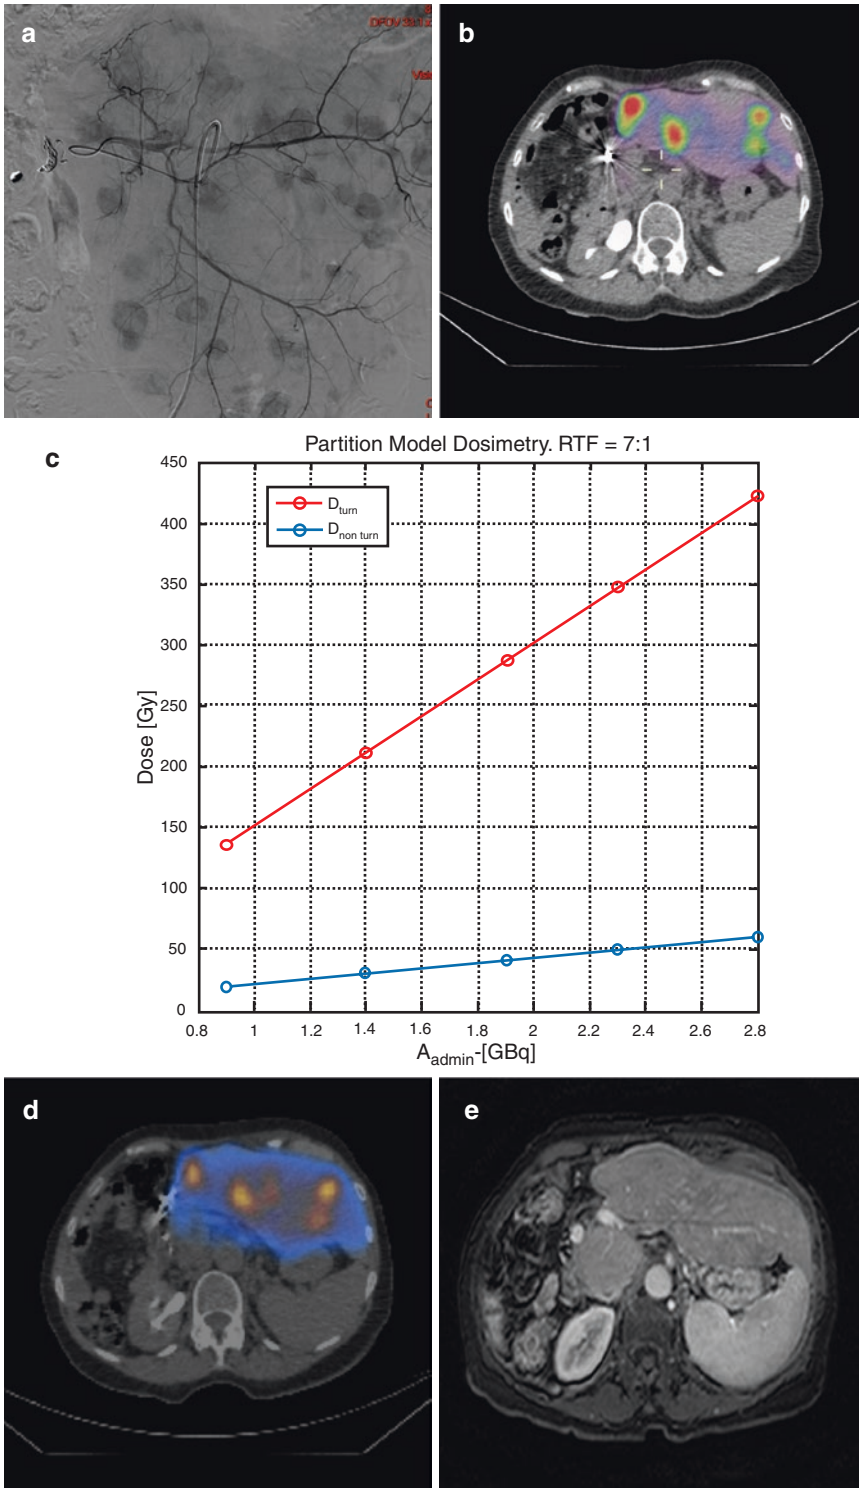 a
b
c
Partition Model Dosimetry. RTF = 7:1
450
400
350
300
250
200
150
100
50
0
Dose [Gy]
D turn
D non turn
0.8 1 1.2 1.4 1.6 1.8 2 2.2 2.4 2.6 2.8
A admin-[GBq]
d
e